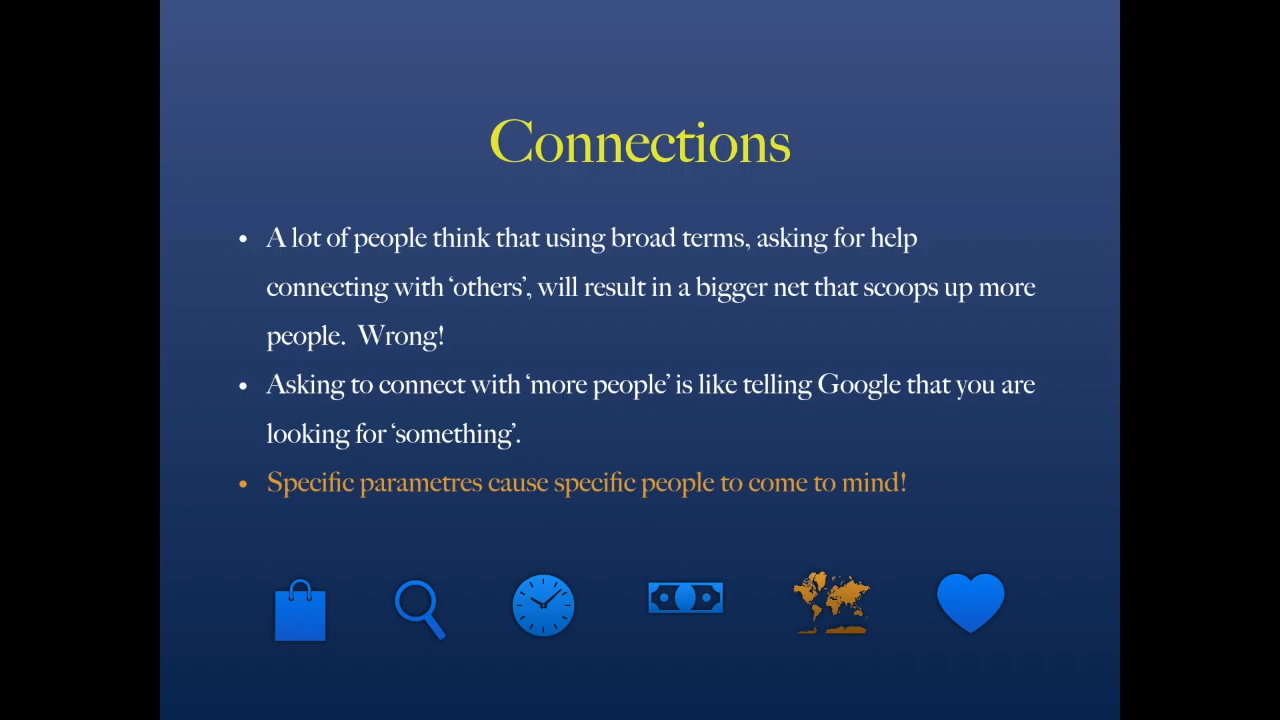 Connections
• A lot of people think that using broad terms, asking for help
connecting with ‘others’, will result in a bigger net that scoops up more
people.  Wrong!
• Asking to connect with ‘more people’ is like telling Google that you are
looking for ‘something’.
• Specific parametres cause specific people to come to mind!